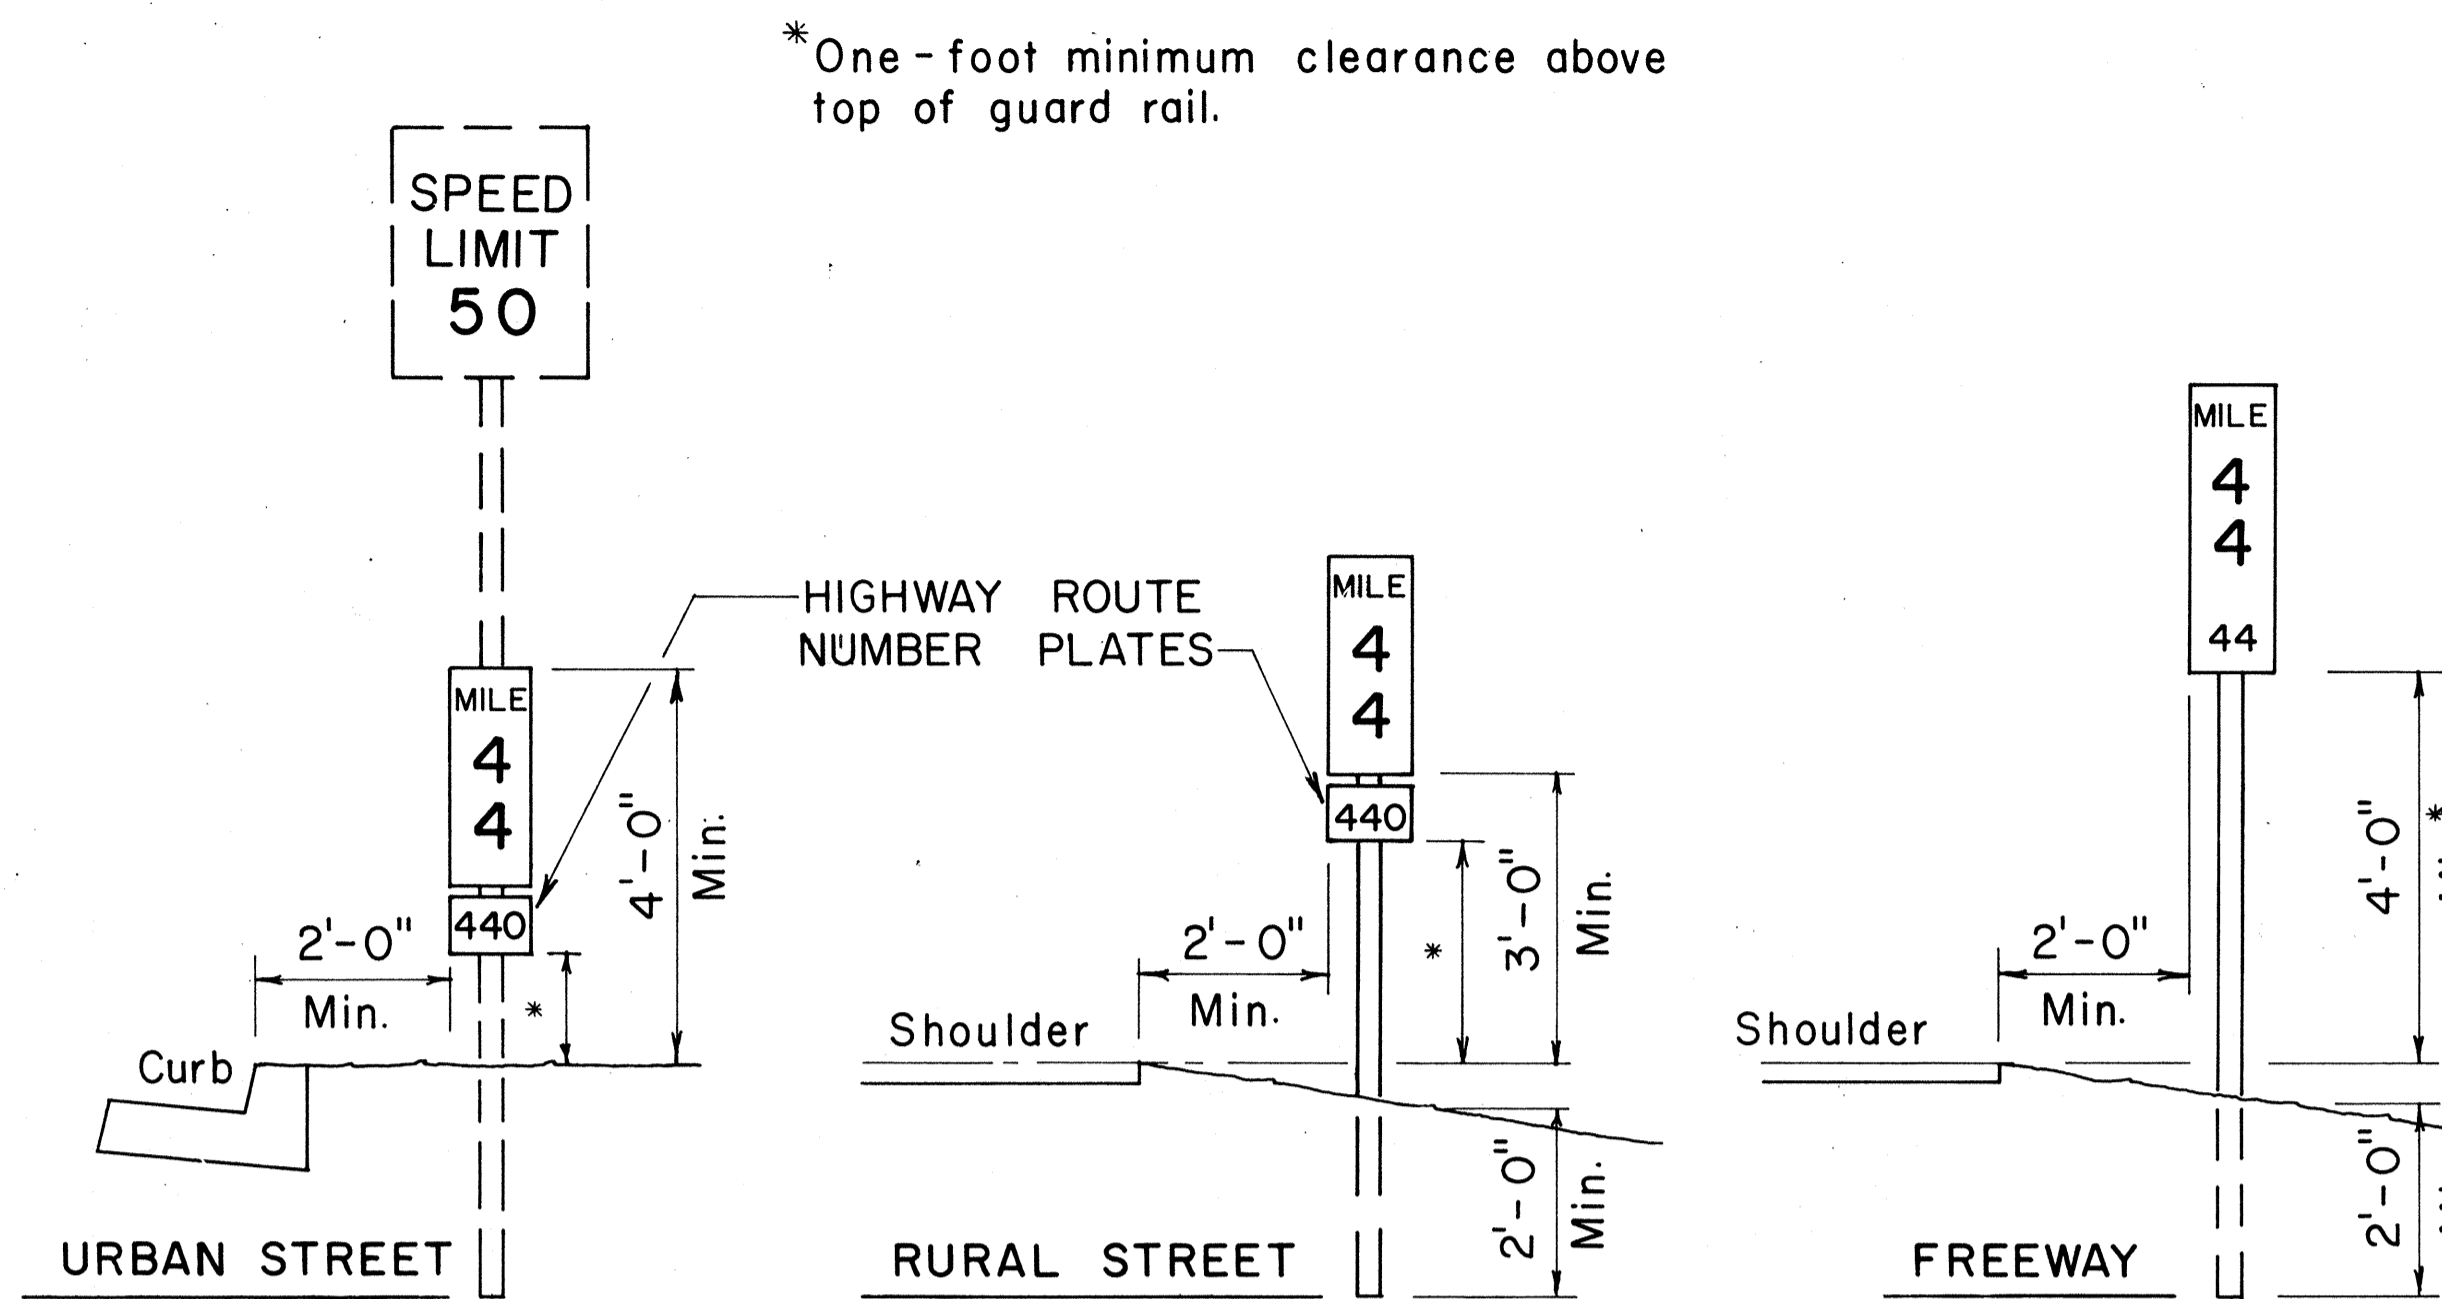 *One-foot minimum clearance above
top of guard rail.
SPEED
LIMIT
50
MILE
4
4
440
2'-0"
Min.
*
4'-0"
Min.
Curb
URBAN STREET
HIGHWAY ROUTE
NUMBER PLATES
MILE
4
4
440
2'-0"
Min.
*
3'-0"
Min.
Shoulder
2'-0"
Min.
RURAL STREET
MILE
4
4
44
2'-0"
Min.
4'-0"
*
Shoulder
2'-0"
FREEWAY